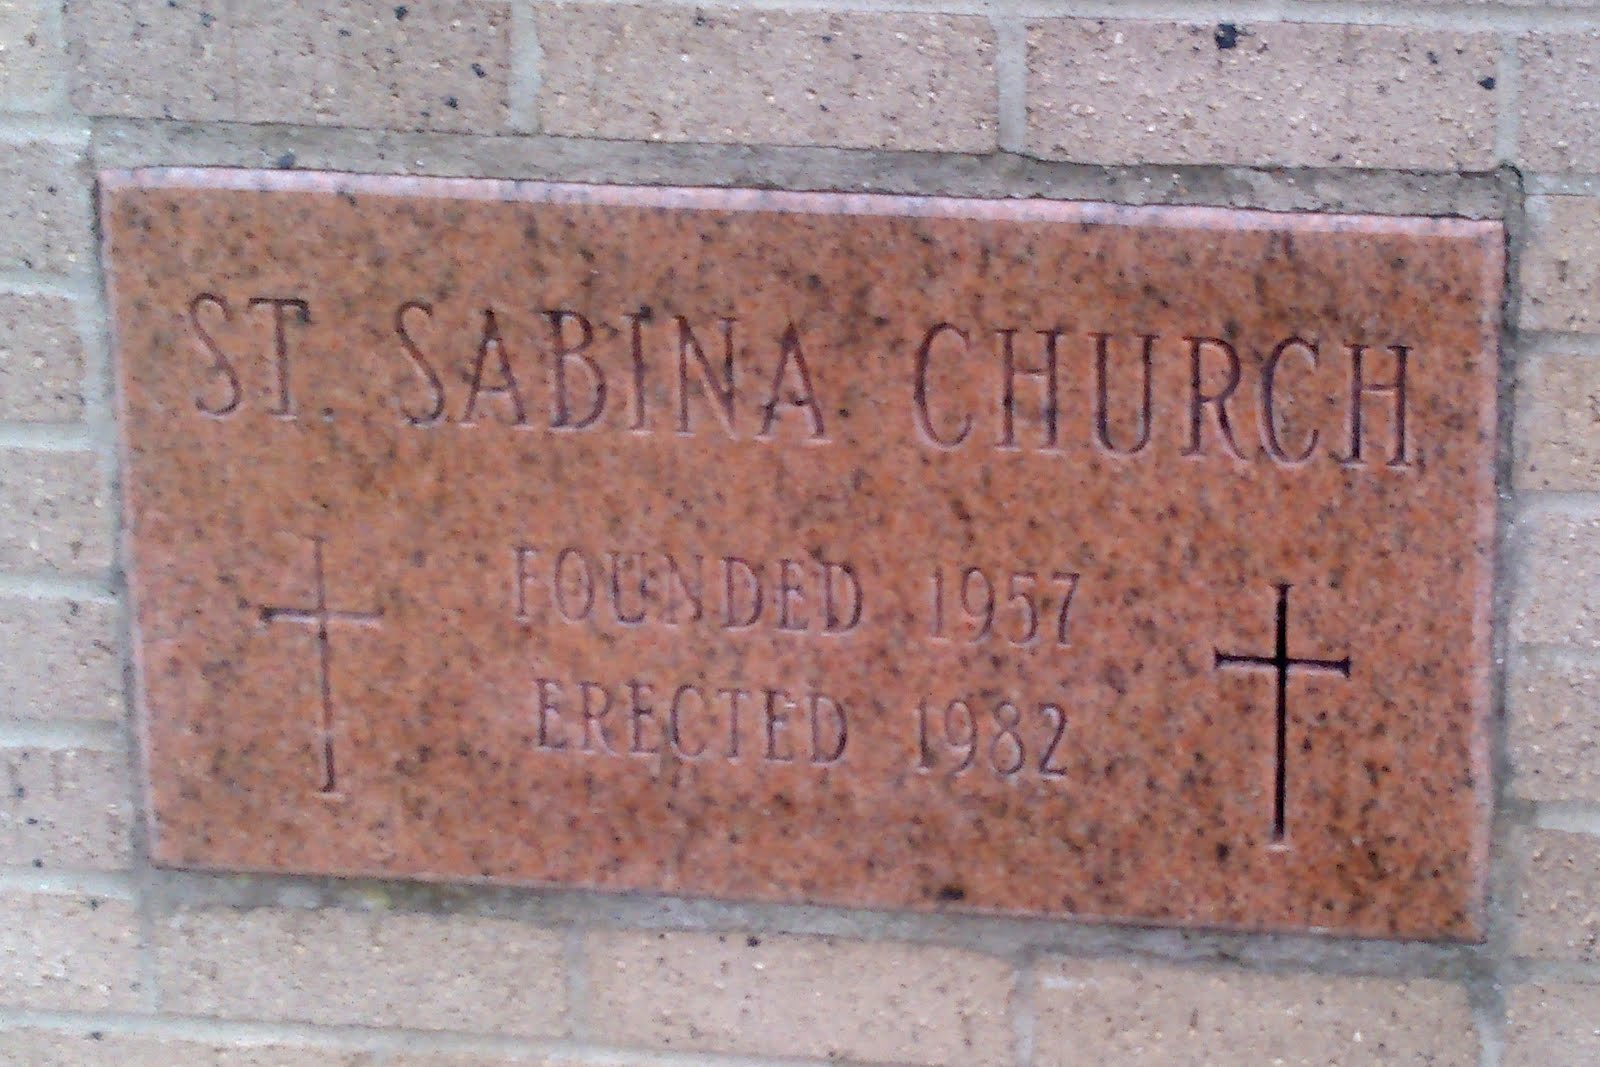 ST. SABINA CHURCH
FOUNDED 1957
ERECTED 1982